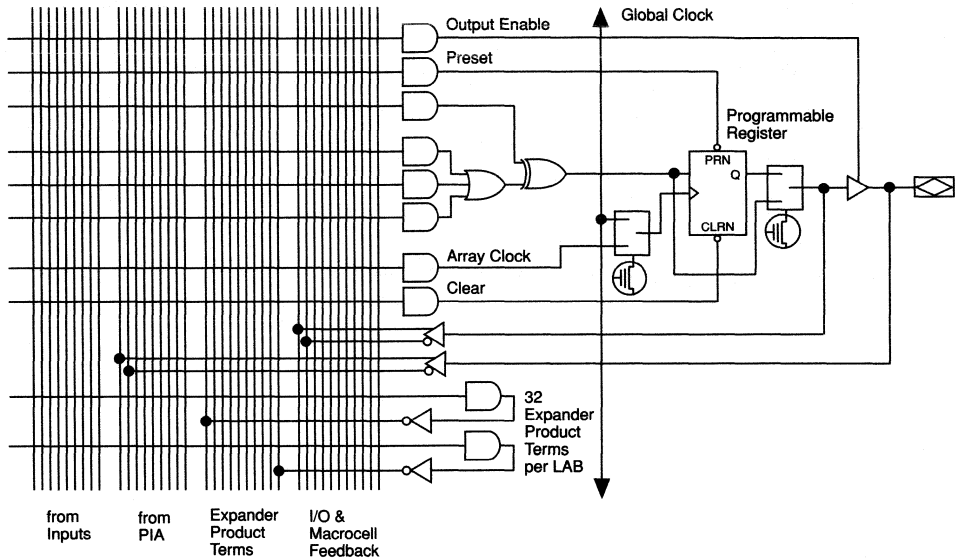 Output Enable
Global Clock
Preset
Programmable
Register
PRN
Q
CLRN
Array Clock
Clear
32
Expander
Product
Terms
per LAB
from
Inputs
from
PIA
Expander
Product
Terms
I/O &
Macrocell
Feedback